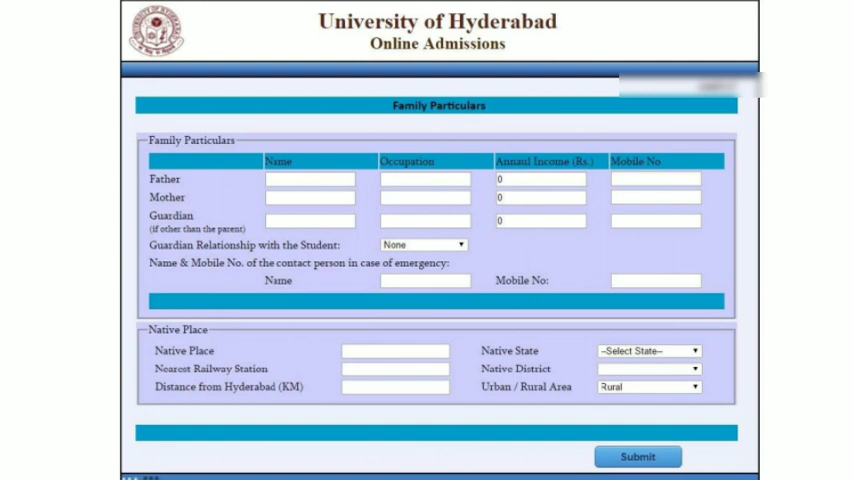 University of Hyderabad
Online Admissions
Family Particulars
Family Particulars
Name Occupation Annaul Income (Rs.) Mobile No
Father 0
Mother 0
Guardian 0
(if other than the parent)
Guardian Relationship with the Student: None
Name & Mobile No. of the contact person in case of emergency:
Name Mobile No:
Native Place
Native Place Native State --Select State--
Nearest Railway Station Native District
Distance from Hyderabad (KM) Urban / Rural Area Rural
Submit